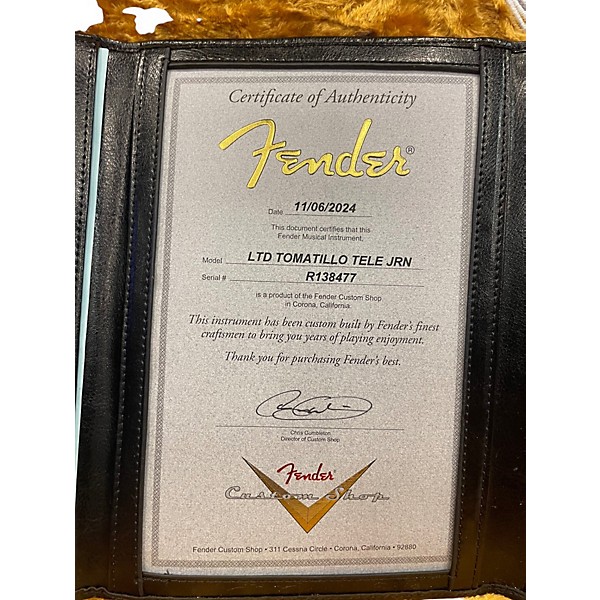 Certificate of Authenticity
Fender®
Date 11/06/2024
This document certifies that this
Fender Musical Instrument.
Model LTD TOMATILLO TELE JRN
Serial # R138477
is a product of the Fender Custom Shop
in Corona, California
This instrument has been custom built by Fender's finest
craftsmen to bring you years of playing enjoyment.
Thank you for purchasing Fender's best.
Chris Gumbleton
Director of Custom Shop
Fender
Custom Shop
Fender Custom Shop • 311 Cessna Circle • Corona, California • 92880